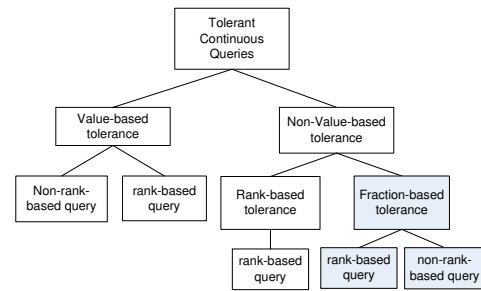 Tolerant
Continuous
Queries
Value-based
tolerance
Non-Value-based
tolerance
Non-rank-
based query
rank-based
query
Rank-based
tolerance
Fraction-based
tolerance
rank-based
query
rank-based
query
non-rank-
based query